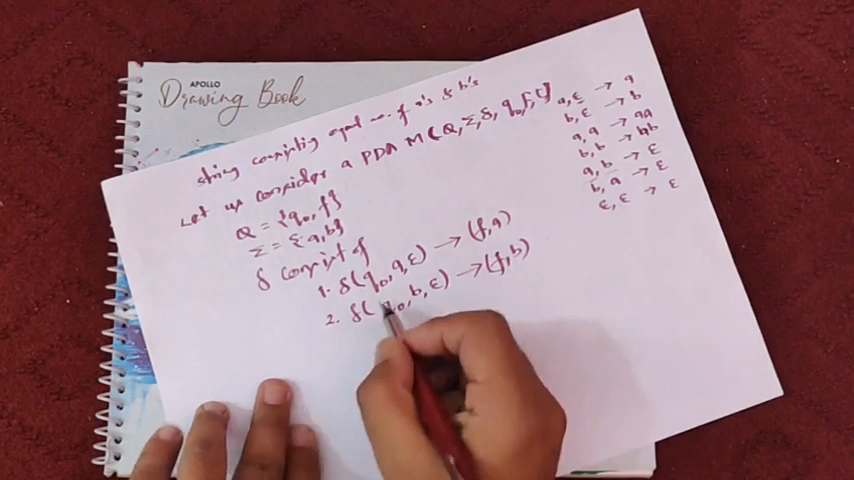 APOLLO
Drawing Book
string consisting equal no. of a's & b's
Let us consider a PDA M(Q, Σ, δ, q₀, F, Γ)
Q = {q₀, f}
Σ = {a, b}
δ consist of
1. δ(q₀, a, ε) → (f, a)
2. δ(q₀, b, ε) → (f, b)
a, ε → a
b, ε → b
a, a → aa
b, b → bb
a, b → ε
b, a → ε
ε, ε → ε